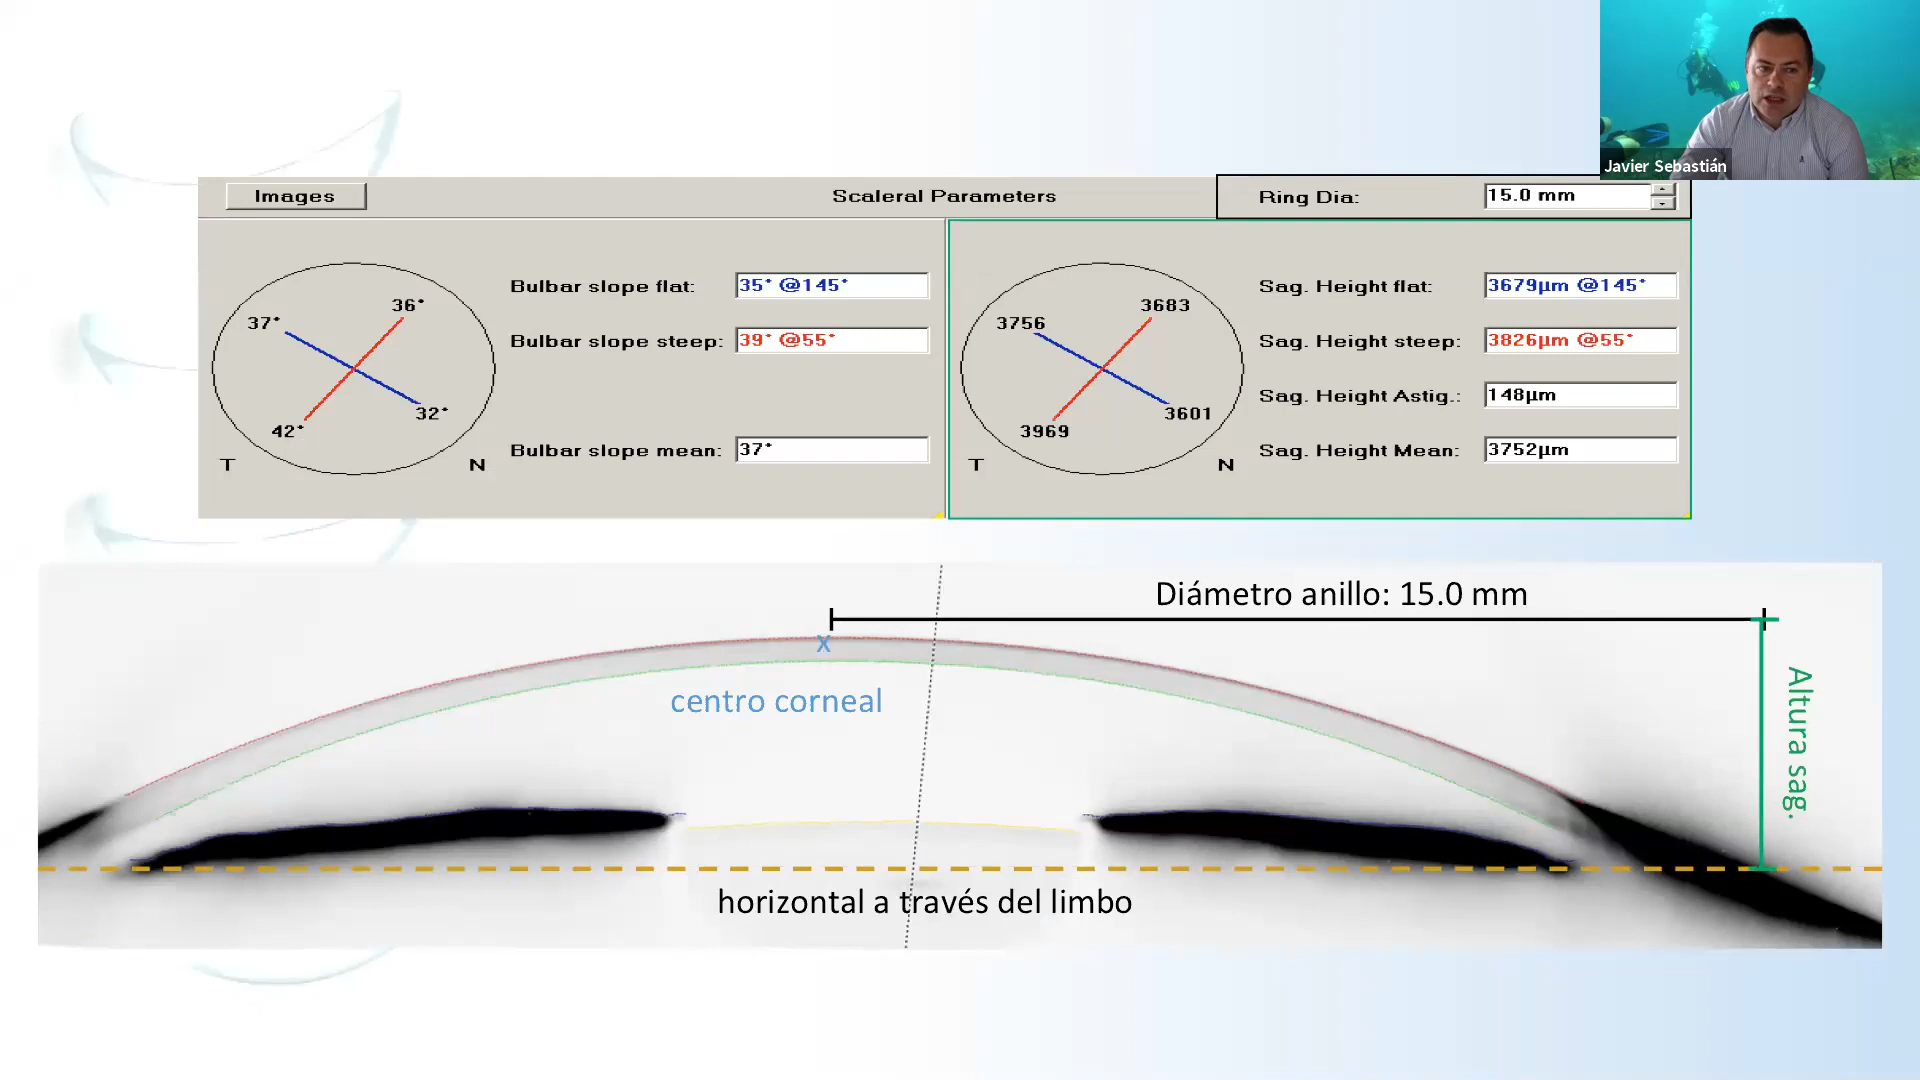 Javier Sebastián
Images
Scaleral Parameters
Ring Dia:
15.0 mm
37°
36°
42°
32°
T
N
Bulbar slope flat:
35° @145°
Bulbar slope steep:
39° @55°
Bulbar slope mean:
37°
3756
3683
3969
3601
T
N
Sag. Height flat:
3679µm @145°
Sag. Height steep:
3826µm @55°
Sag. Height Astig.:
148µm
Sag. Height Mean:
3752µm
Diámetro anillo: 15.0 mm
x
centro corneal
Altura sag.
horizontal a través del limbo